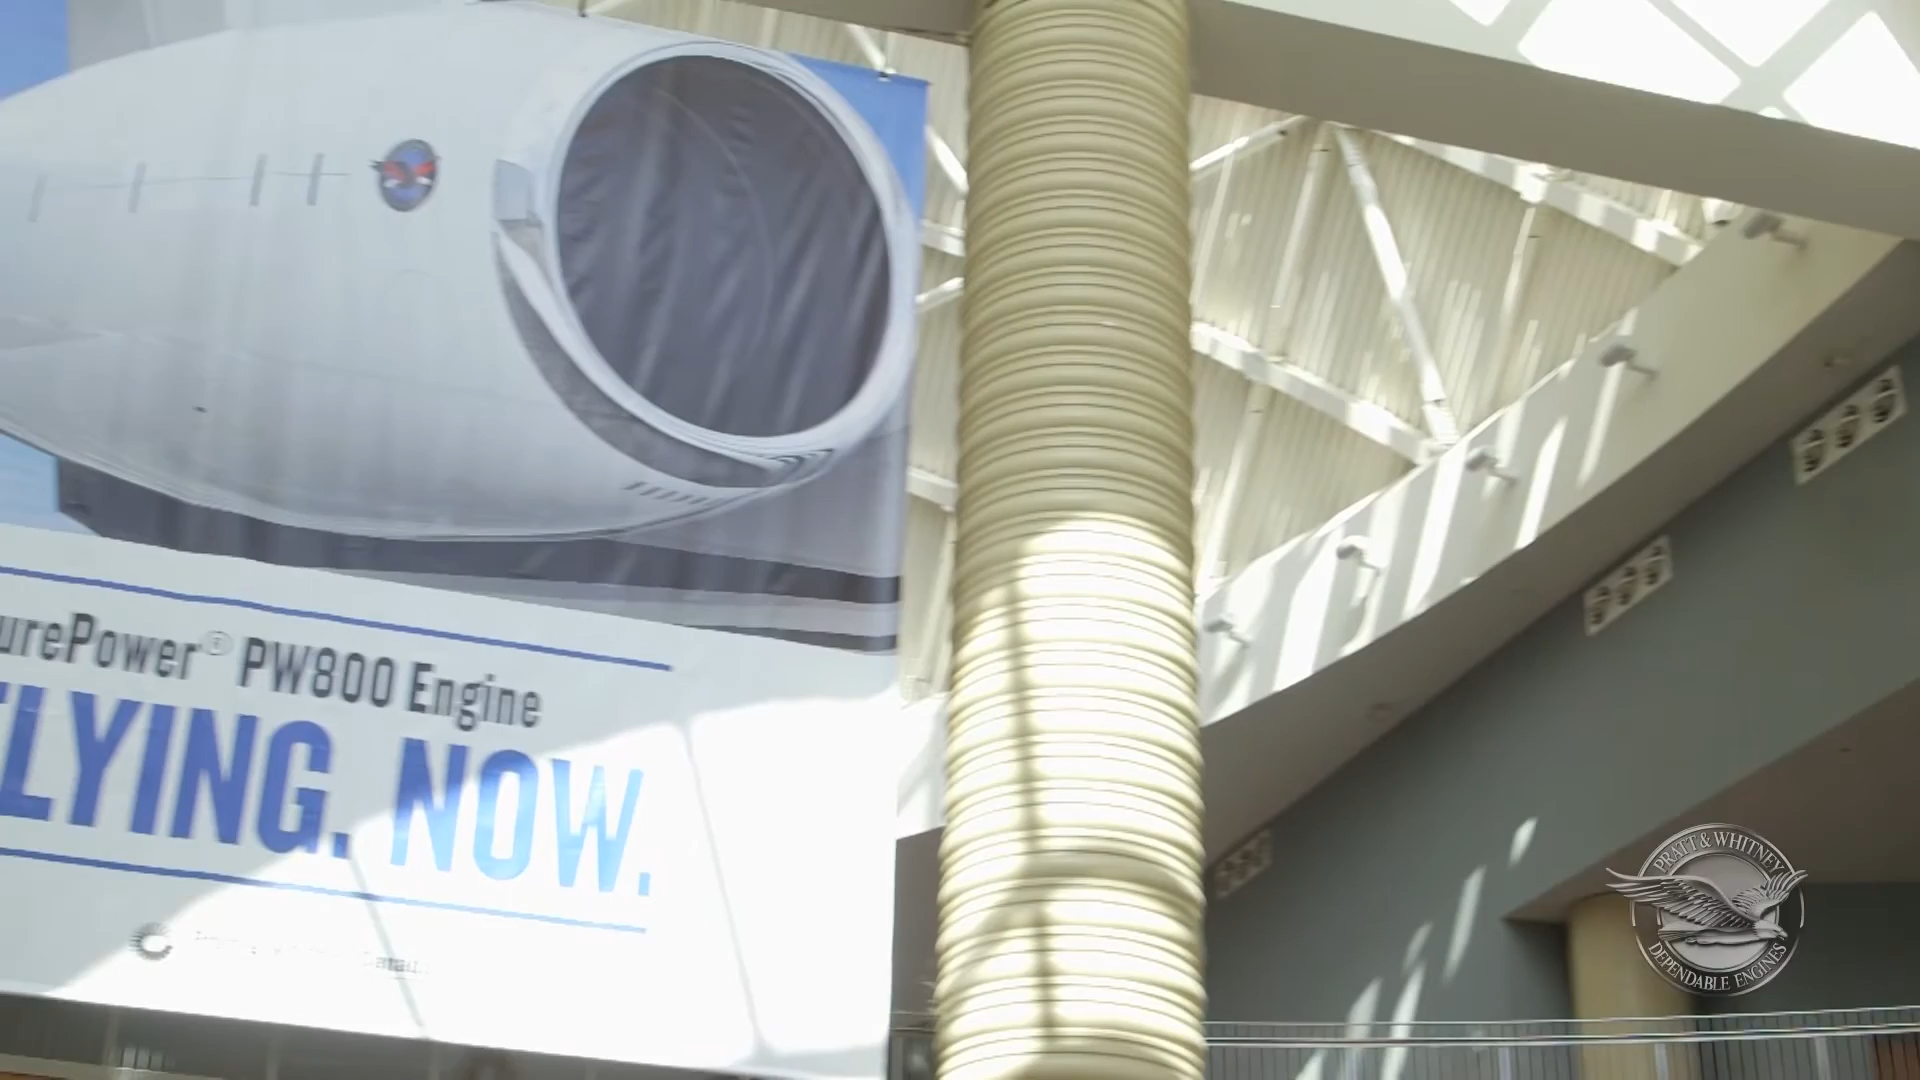 urePower® PW800 Engine
LYING. NOW.
PRATT & WHITNEY
DEPENDABLE ENGINES